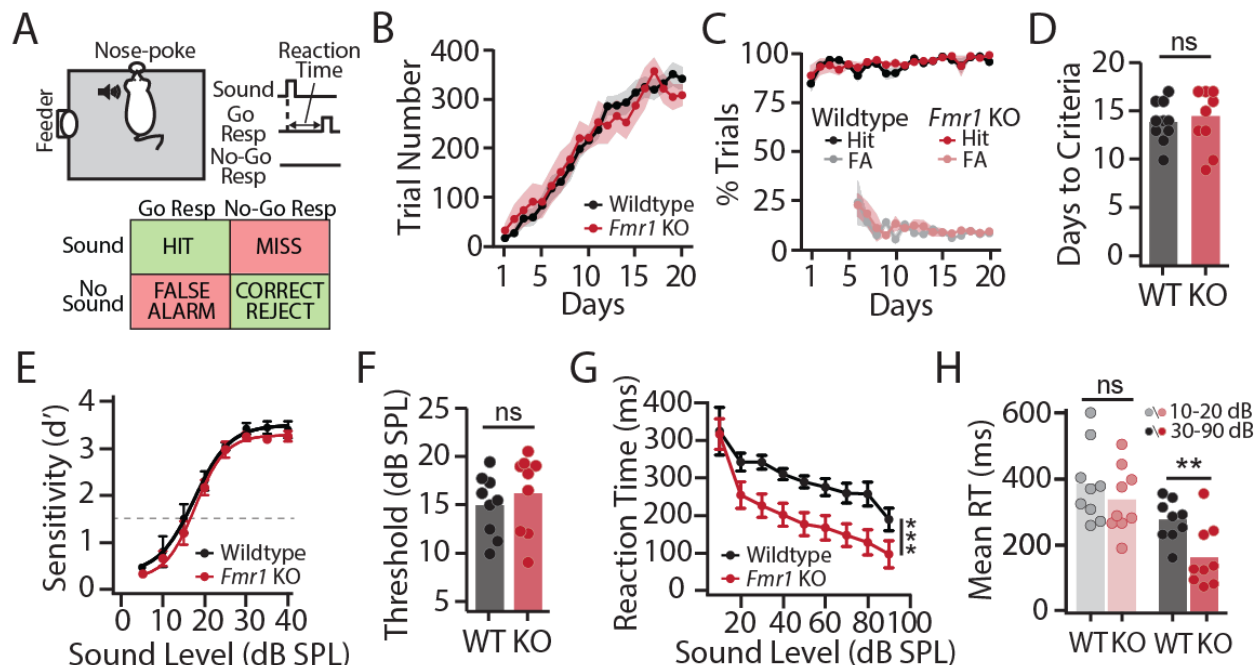 A
Nose-poke
Feeder
Reaction
Time
Sound
Go
Resp
No-Go
Resp
Go Resp No-Go Resp
Sound
HIT
MISS
No
Sound
FALSE
ALARM
CORRECT
REJECT
B
Trial Number
400
300
200
100
0
Wildtype
Fmr1 KO
1 5 10 15 20
Days
C
% Trials
100
75
50
25
0
Wildtype
Hit
FA
Fmr1 KO
Hit
FA
1 5 10 15 20
Days
D
Days to Criteria
ns
20
15
10
5
0
WT KO
E
Sensitivity (d’)
4
3
2
1
0
Wildtype
Fmr1 KO
0 10 20 30 40
Sound Level (dB SPL)
F
Threshold (dB SPL)
ns
25
20
15
10
5
WT KO
G
Reaction Time (ms)
400
300
200
100
0
Wildtype
Fmr1 KO
***
20 40 60 80 100
Sound Level (dB SPL)
H
Mean RT (ms)
ns
10-20 dB
30-90 dB
**
600
400
200
0
WT KO WT KO